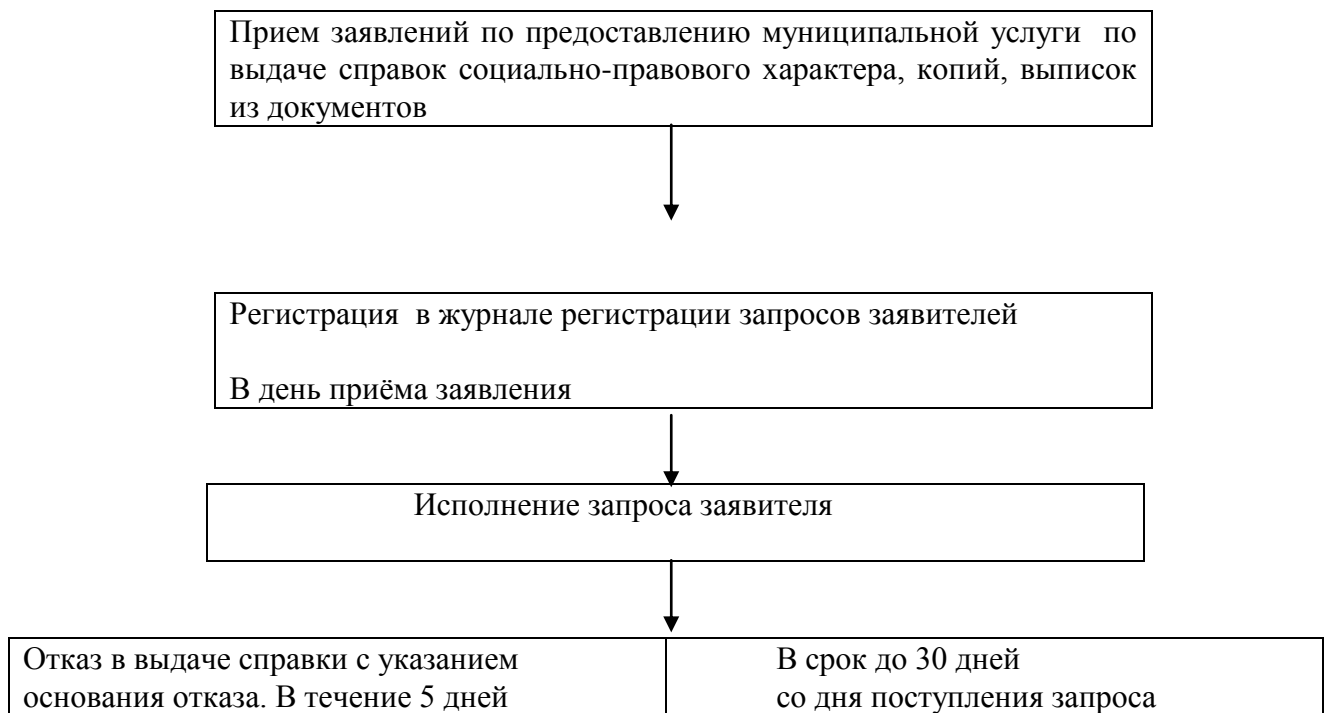 Прием заявлений по предоставлению муниципальной услуги по
выдаче справок социально-правового характера, копий, выписок
из документов
Регистрация в журнале регистрации запросов заявителей
В день приёма заявления
Исполнение запроса заявителя
Отказ в выдаче справки с указанием
основания отказа. В течение 5 дней
В срок до 30 дней
со дня поступления запроса